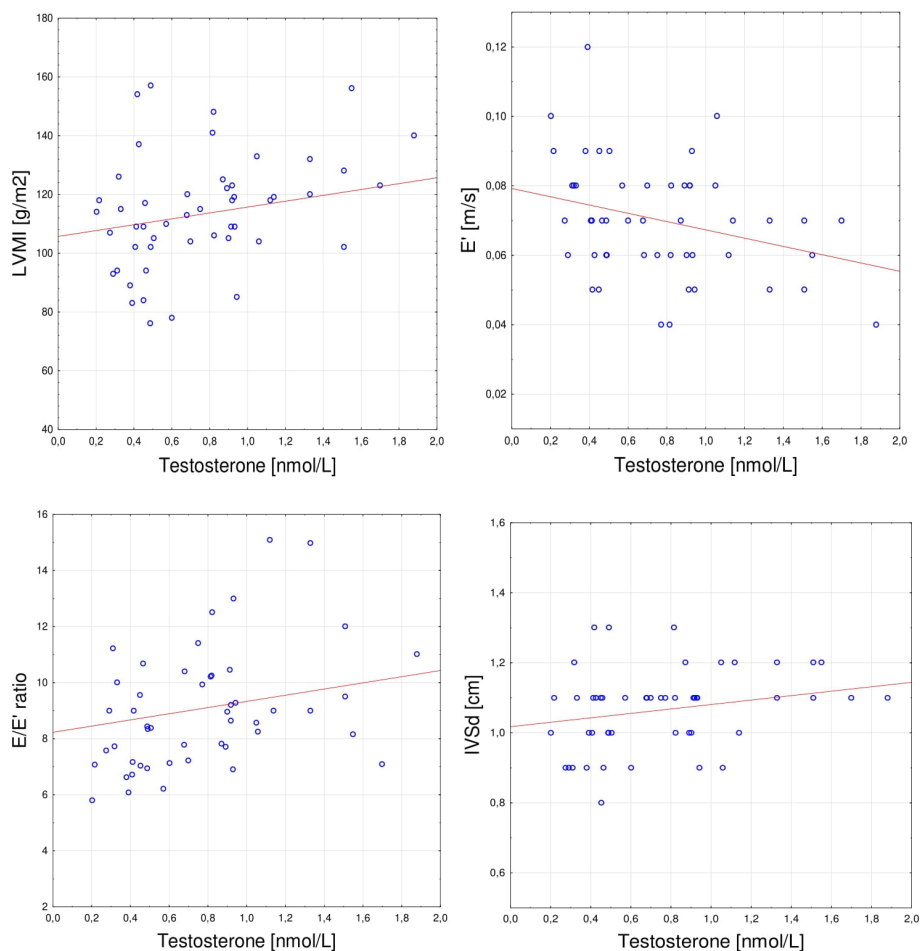 180
160
140
120
100
80
60
40
LVMI [g/m2]
0,0 0,2 0,4 0,6 0,8 1,0 1,2 1,4 1,6 1,8 2,0
Testosterone [nmol/L]
0,12
0,10
0,08
0,06
0,04
0,02
E' [m/s]
0,0 0,2 0,4 0,6 0,8 1,0 1,2 1,4 1,6 1,8 2,0
Testosterone [nmol/L]
16
14
12
10
8
6
4
2
E/E' ratio
0,0 0,2 0,4 0,6 0,8 1,0 1,2 1,4 1,6 1,8 2,0
Testosterone [nmol/L]
1,6
1,4
1,2
1,0
0,8
0,6
IVSd [cm]
0,0 0,2 0,4 0,6 0,8 1,0 1,2 1,4 1,6 1,8 2,0
Testosterone [nmol/L]